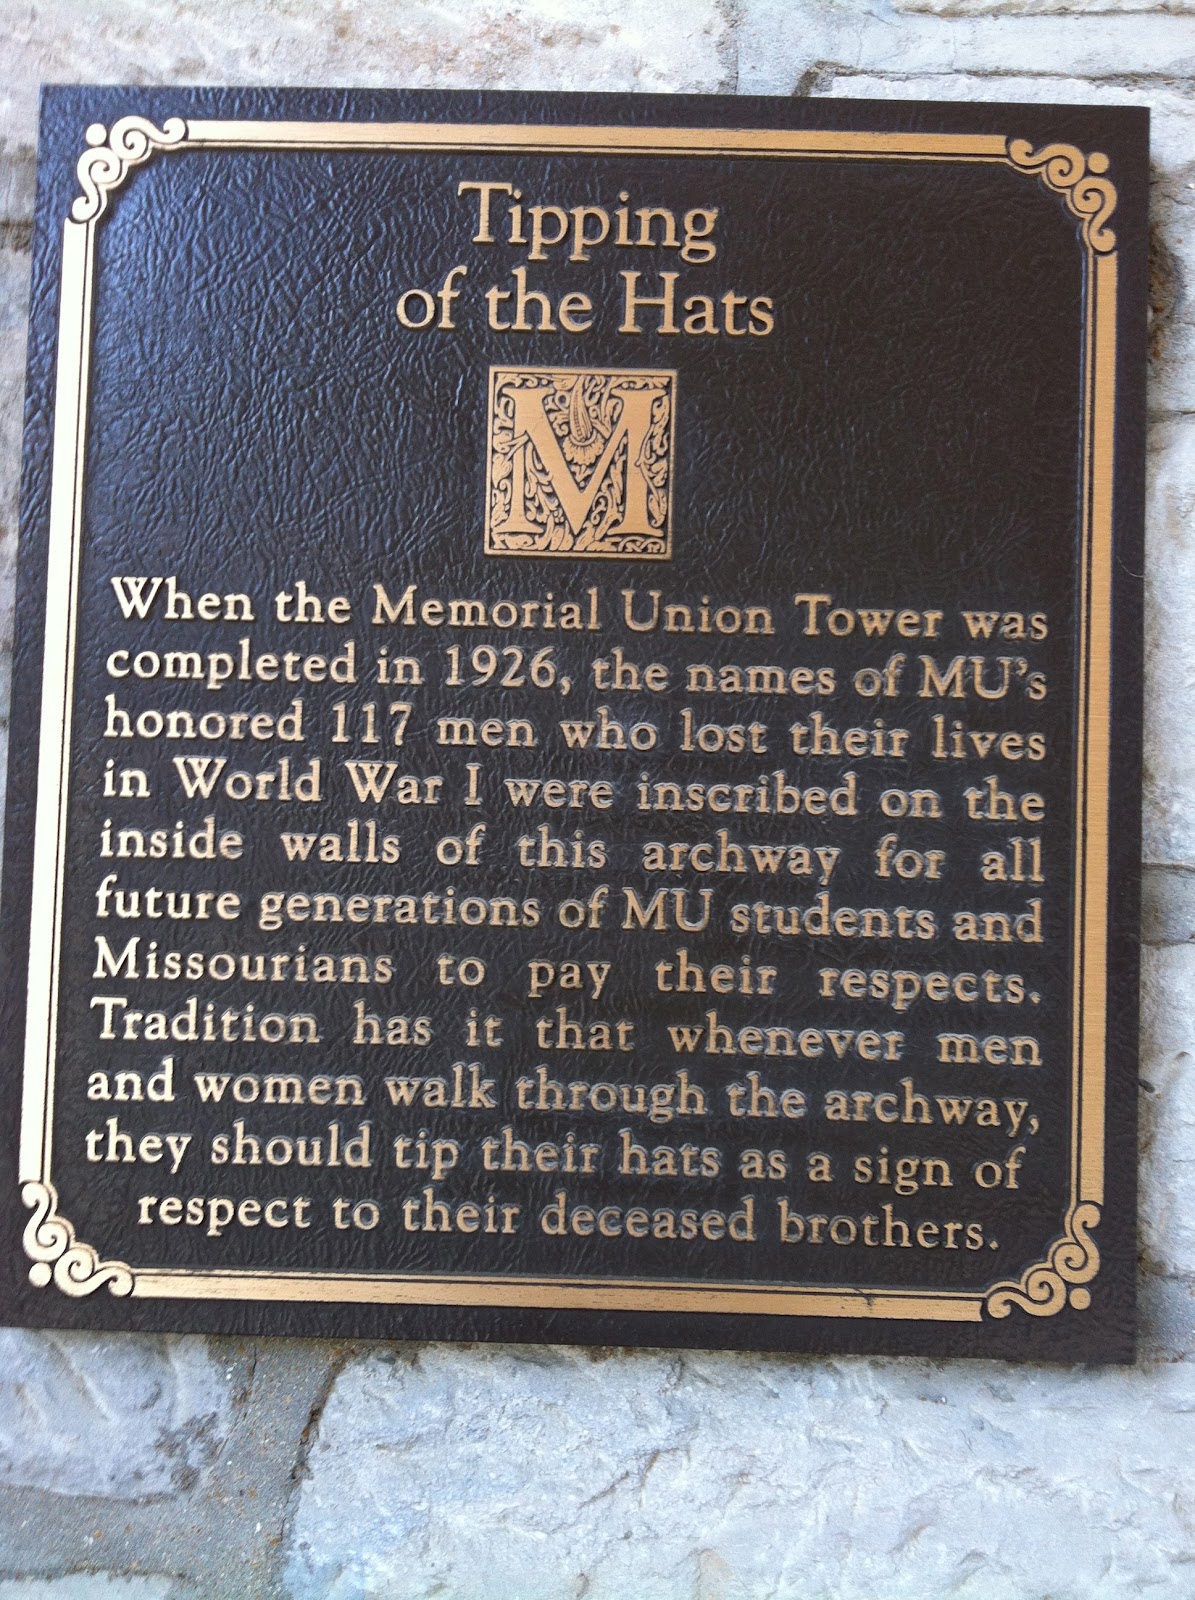 Tipping
of the Hats
M
When the Memorial Union Tower was
completed in 1926, the names of MU's
honored 117 men who lost their lives
in World War I were inscribed on the
inside walls of this archway for all
future generations of MU students and
Missourians to pay their respects.
Tradition has it that whenever men
and women walk through the archway,
they should tip their hats as a sign of
respect to their deceased brothers.